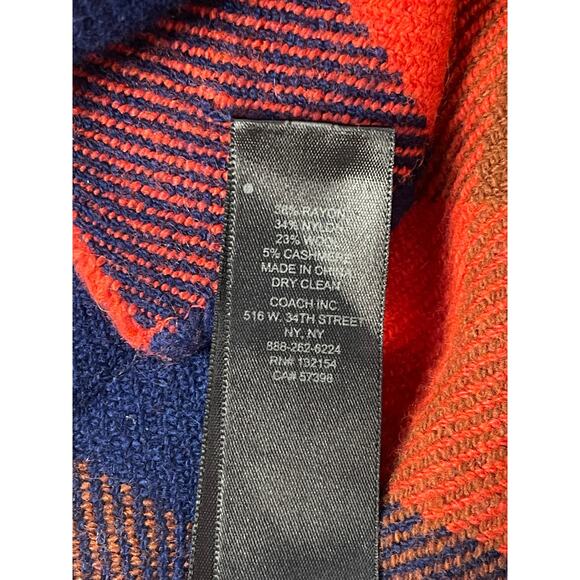 38% RAYON
34% NYLON
23% WOOL
5% CASHMERE
MADE IN CHINA
DRY CLEAN
COACH INC
516 W. 34TH STREET
NY, NY
888-262-6224
RN# 132154
CA# 57398